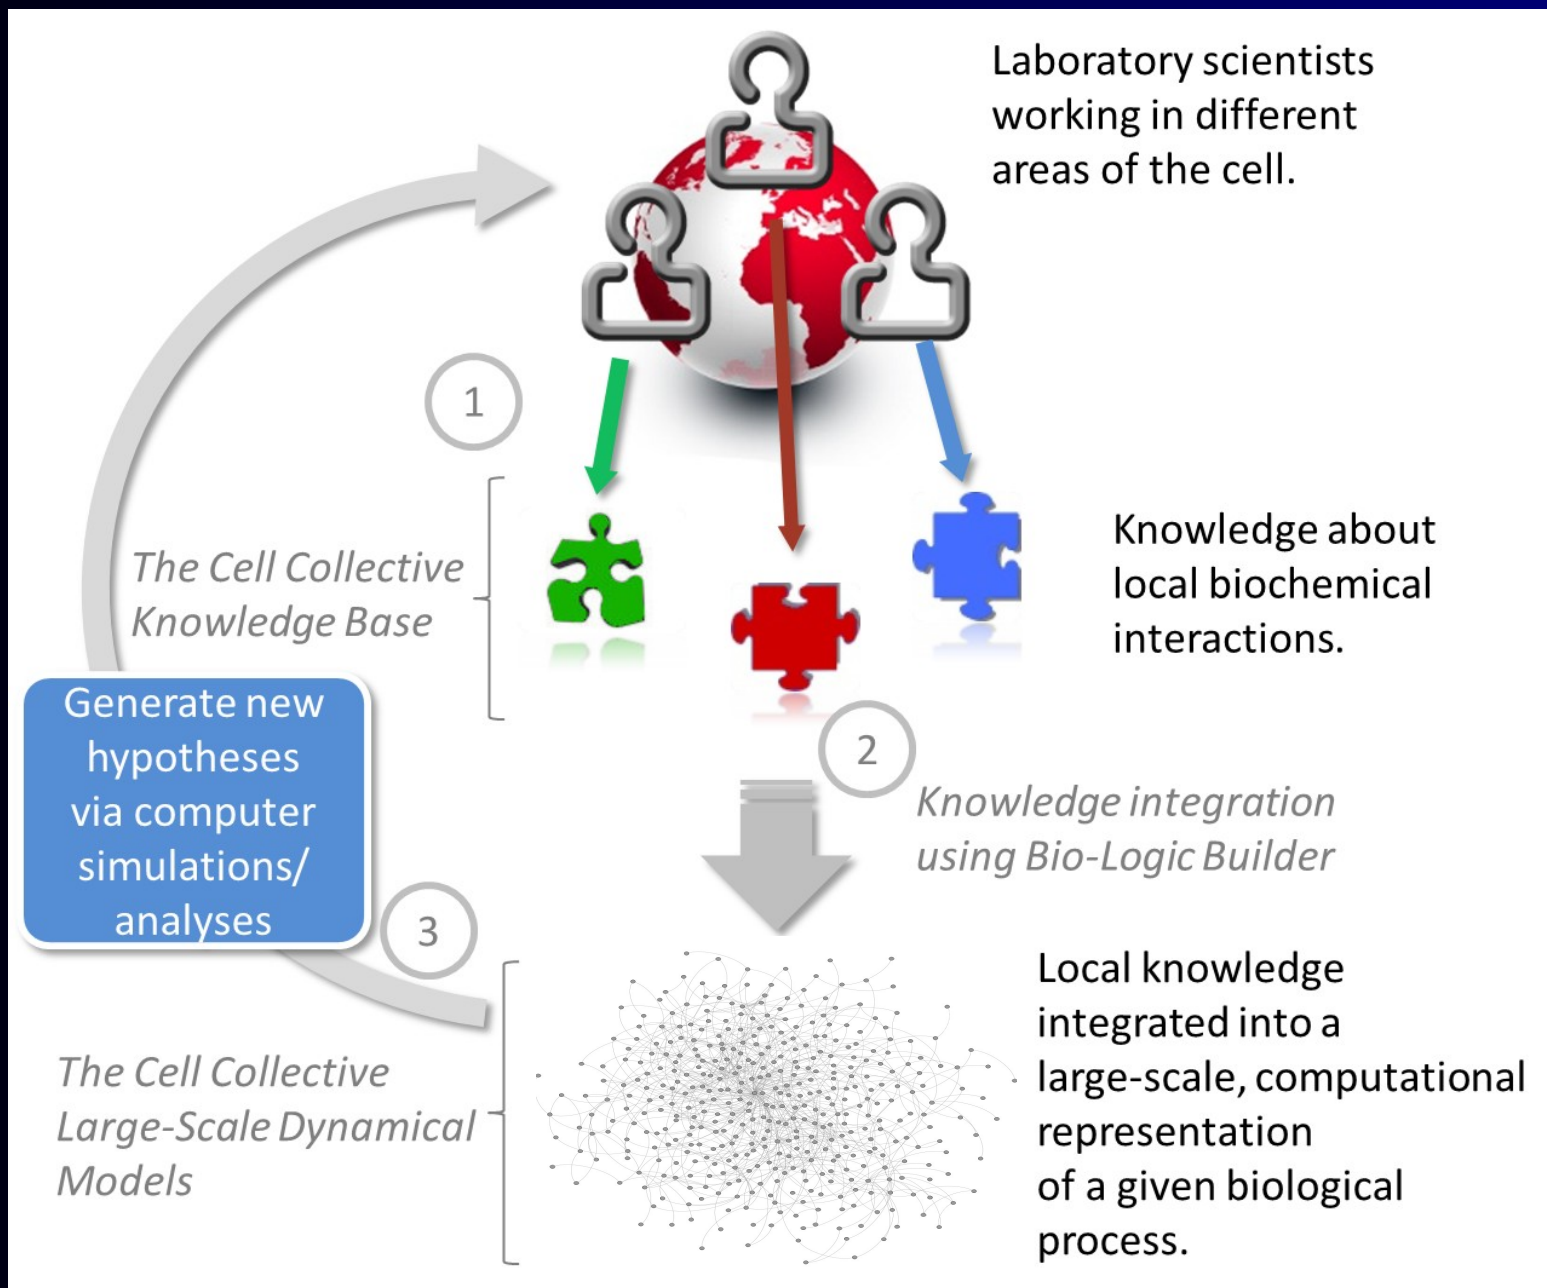 Laboratory scientists
working in different
areas of the cell.
1
The Cell Collective
Knowledge Base
Knowledge about
local biochemical
interactions.
Generate new
hypotheses
via computer
simulations/
analyses
2
Knowledge integration
using Bio-Logic Builder
3
The Cell Collective
Large-Scale Dynamical
Models
Local knowledge
integrated into a
large-scale, computational
representation
of a given biological
process.